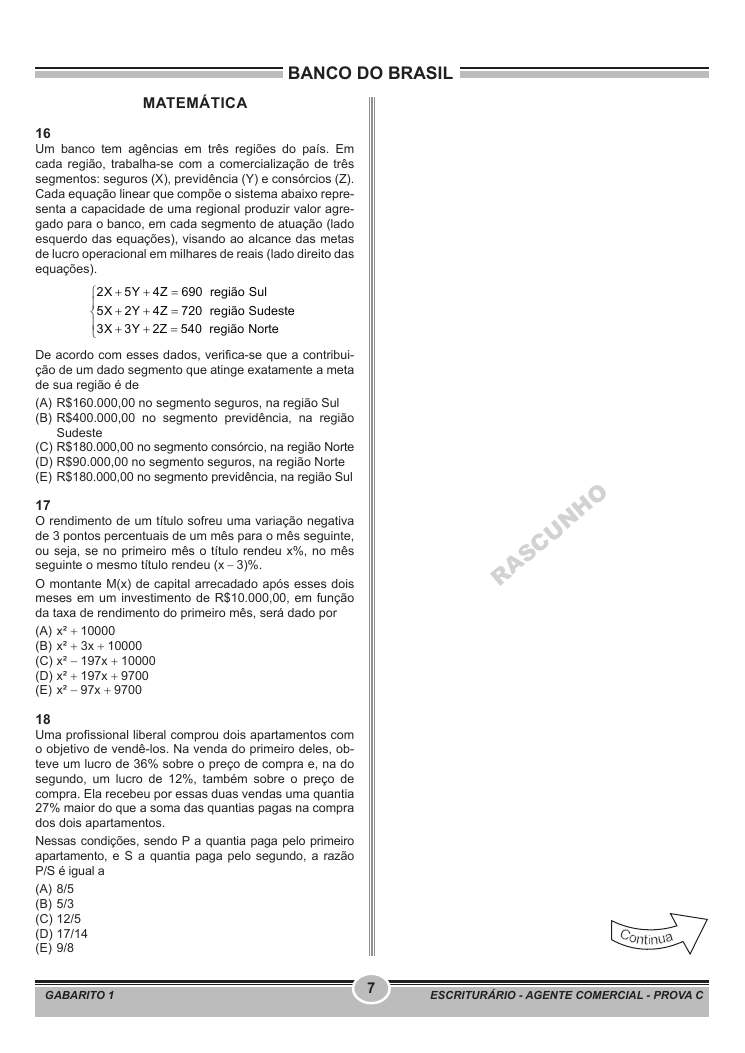 BANCO DO BRASIL
MATEMÁTICA
16
Um banco tem agências em três regiões do país. Em
cada região, trabalha-se com a comercialização de três
segmentos: seguros (X), previdência (Y) e consórcios (Z).
Cada equação linear que compõe o sistema abaixo repre-
senta a capacidade de uma regional produzir valor agre-
gado para o banco, em cada segmento de atuação (lado
esquerdo das equações), visando ao alcance das metas
de lucro operacional em milhares de reais (lado direito das
equações).
2X + 5Y + 4Z = 690 região Sul
5X + 2Y + 4Z = 720 região Sudeste
3X + 3Y + 2Z = 540 região Norte
De acordo com esses dados, verifica-se que a contribui-
ção de um dado segmento que atinge exatamente a meta
de sua região é de
(A) R$160.000,00 no segmento seguros, na região Sul
(B) R$400.000,00 no segmento previdência, na região
Sudeste
(C) R$180.000,00 no segmento consórcio, na região Norte
(D) R$90.000,00 no segmento seguros, na região Norte
(E) R$180.000,00 no segmento previdência, na região Sul
17
O rendimento de um título sofreu uma variação negativa
de 3 pontos percentuais de um mês para o mês seguinte,
ou seja, se no primeiro mês o título rendeu x%, no mês
seguinte o mesmo título rendeu (x – 3)%.
O montante M(x) de capital arrecadado após esses dois
meses em um investimento de R$10.000,00, em função
da taxa de rendimento do primeiro mês, será dado por
(A) x² + 10000
(B) x² + 3x + 10000
(C) x² – 197x + 10000
(D) x² + 197x + 9700
(E) x² – 97x + 9700
18
Uma profissional liberal comprou dois apartamentos com
o objetivo de vendê-los. Na venda do primeiro deles, ob-
teve um lucro de 36% sobre o preço de compra e, na do
segundo, um lucro de 12%, também sobre o preço de
compra. Ela recebeu por essas duas vendas uma quantia
27% maior do que a soma das quantias pagas na compra
dos dois apartamentos.
Nessas condições, sendo P a quantia paga pelo primeiro
apartamento, e S a quantia paga pelo segundo, a razão
P/S é igual a
(A) 8/5
(B) 5/3
(C) 12/5
(D) 17/14
(E) 9/8
RASCUNHO
Continua
GABARITO 1
7
ESCRITURÁRIO - AGENTE COMERCIAL - PROVA C